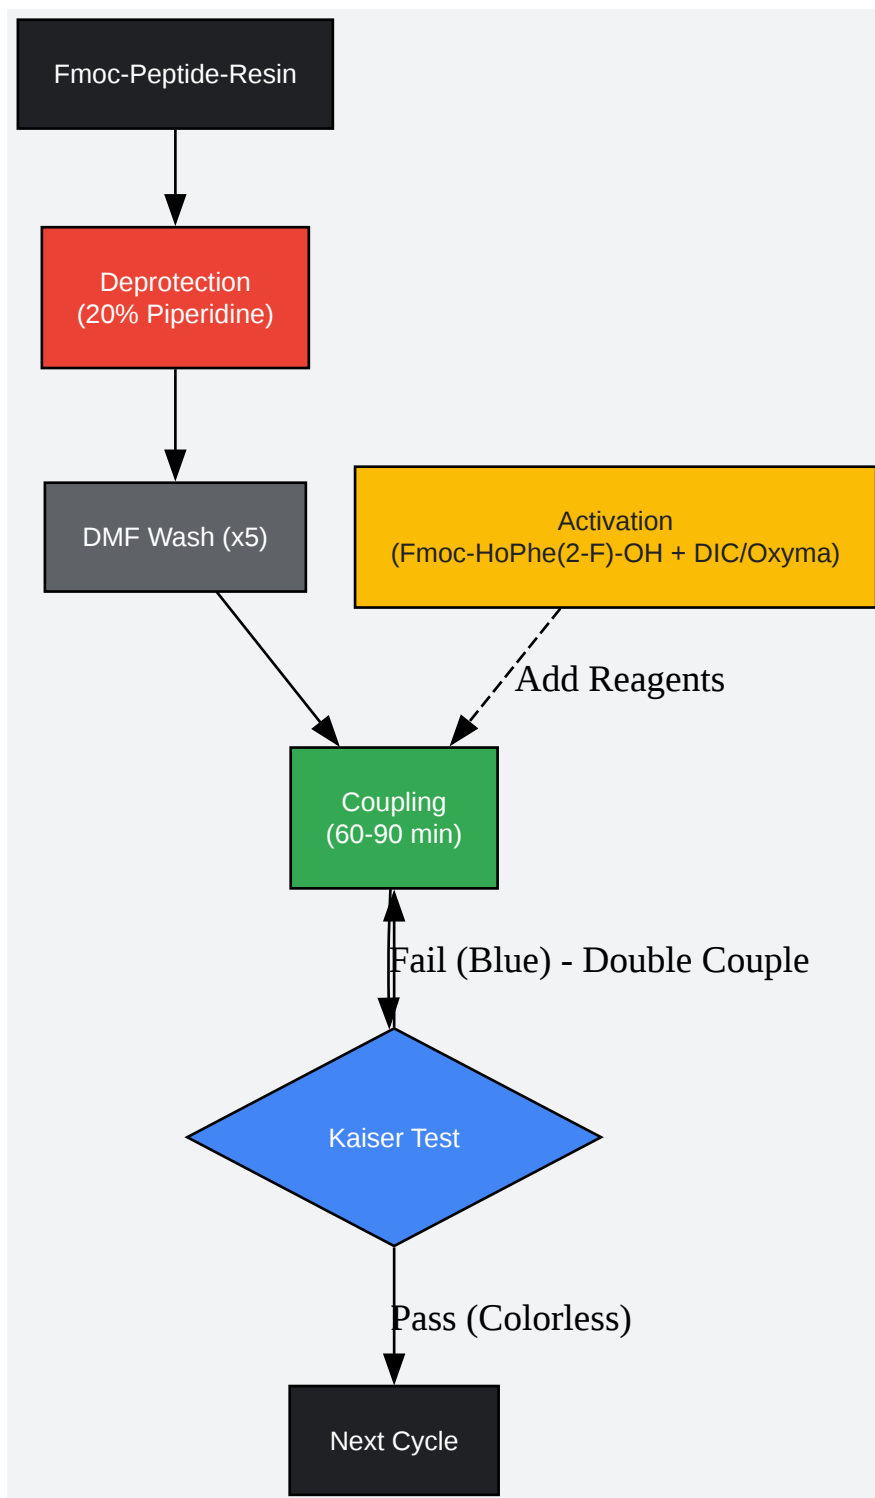 Fmoc-Peptide-Resin
Deprotection
(20% Piperidine)
DMF Wash (x5)
Activation
(Fmoc-HoPhe(2-F)-OH + DIC/Oxyma)
Add Reagents
Coupling
(60-90 min)
Fail (Blue) - Double Couple
Kaiser Test
Pass (Colorless)
Next Cycle